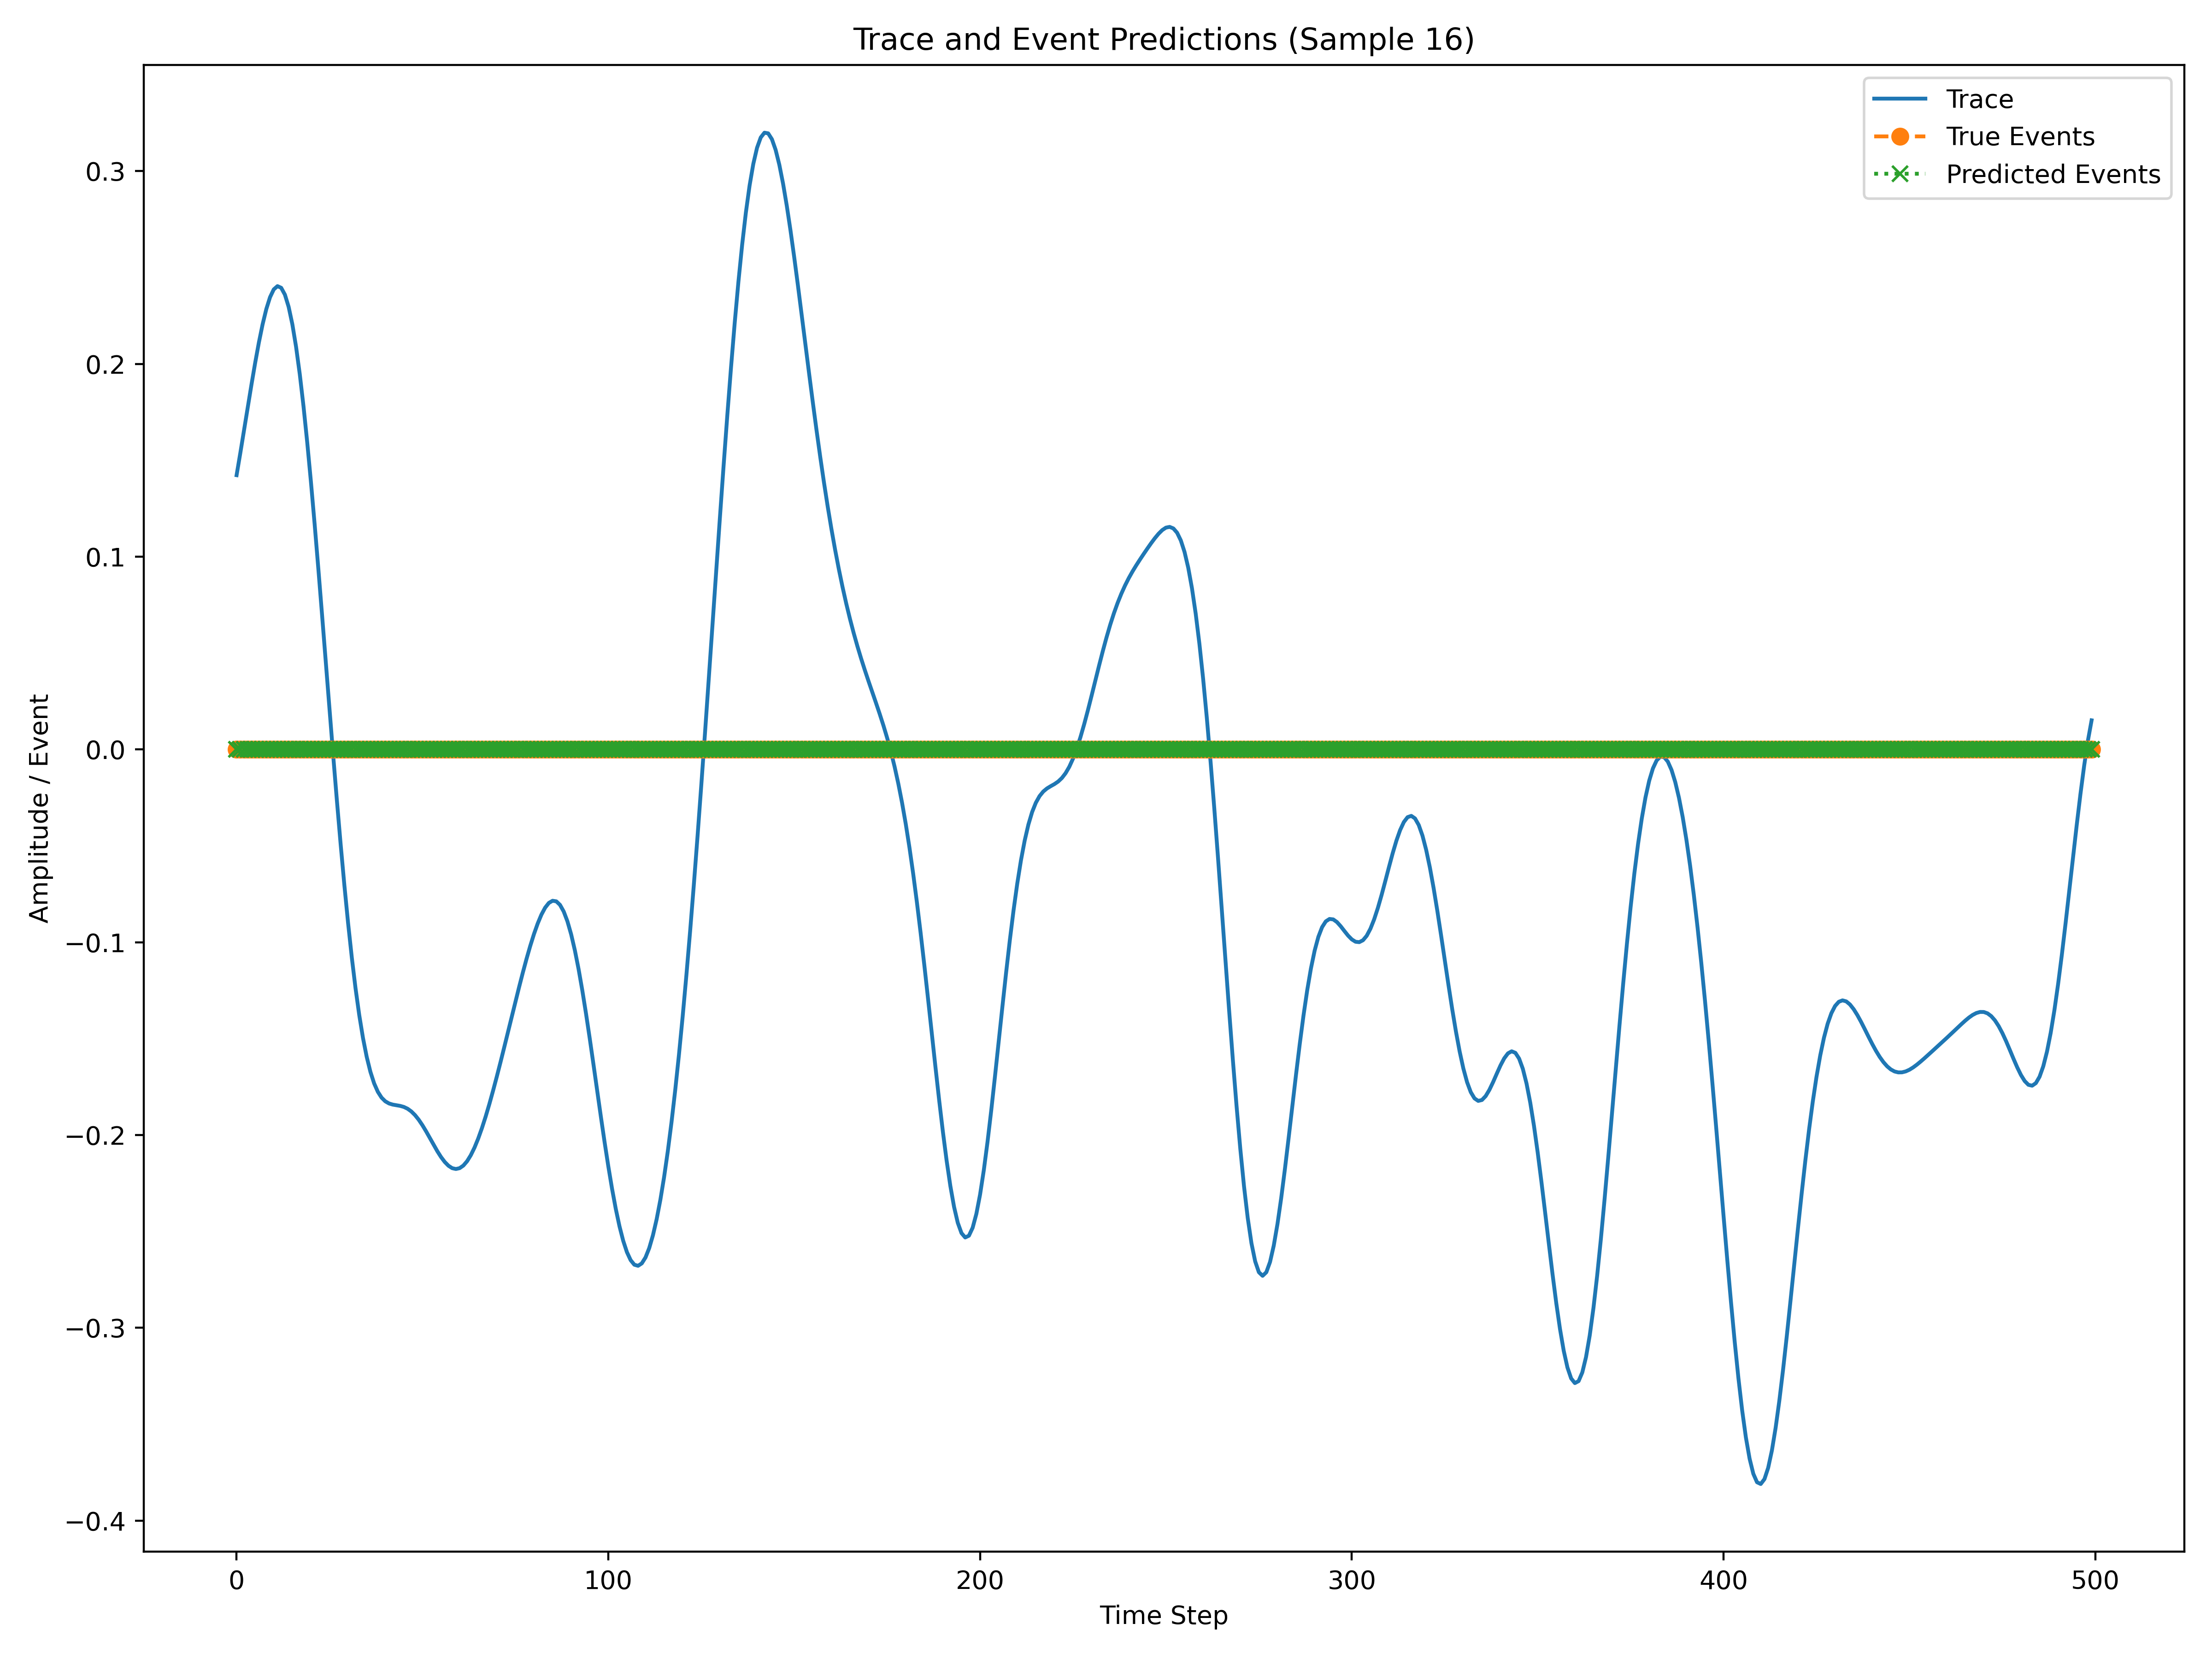 Trace and Event Predictions (Sample 16)
Trace
True Events
Predicted Events
0.3
0.2
0.1
0.0
−0.1
−0.2
−0.3
−0.4
Amplitude / Event
0 100 200 300 400 500
Time Step